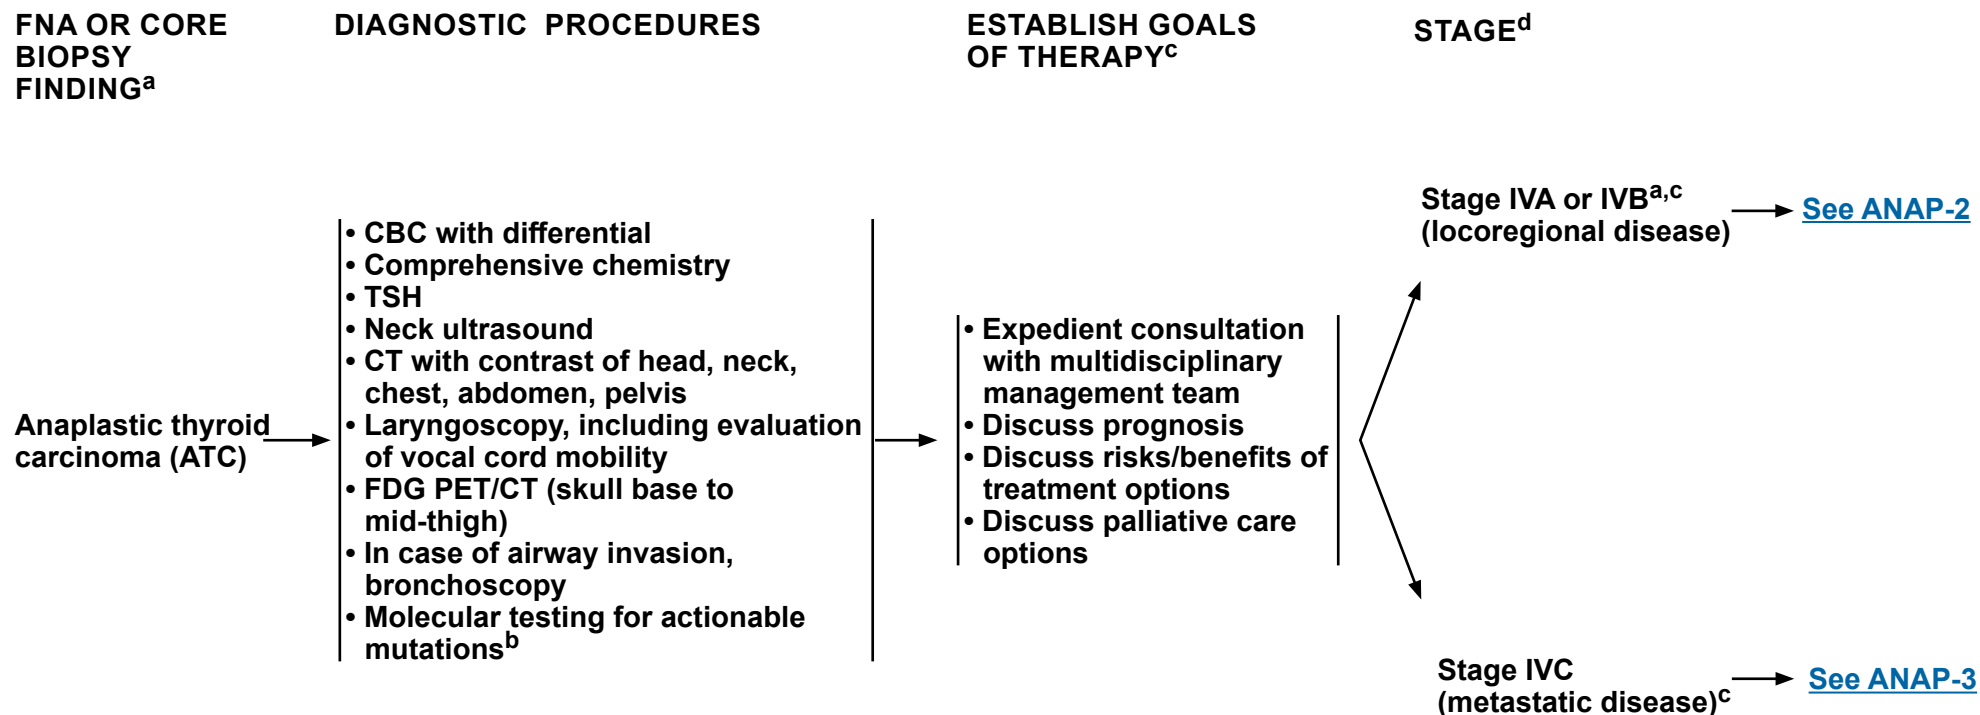 FNA OR CORE
BIOPSY
FINDINGa
DIAGNOSTIC PROCEDURES
ESTABLISH GOALS
OF THERAPYc
STAGEd
Anaplastic thyroid
carcinoma (ATC)
• CBC with differential
• Comprehensive chemistry
• TSH
• Neck ultrasound
• CT with contrast of head, neck,
chest, abdomen, pelvis
• Laryngoscopy, including evaluation
of vocal cord mobility
• FDG PET/CT (skull base to
mid-thigh)
• In case of airway invasion,
bronchoscopy
• Molecular testing for actionable
mutationsb
• Expedient consultation
with multidisciplinary
management team
• Discuss prognosis
• Discuss risks/benefits of
treatment options
• Discuss palliative care
options
Stage IVA or IVBa,c
(locoregional disease)
See ANAP-2
Stage IVC
(metastatic disease)c
See ANAP-3